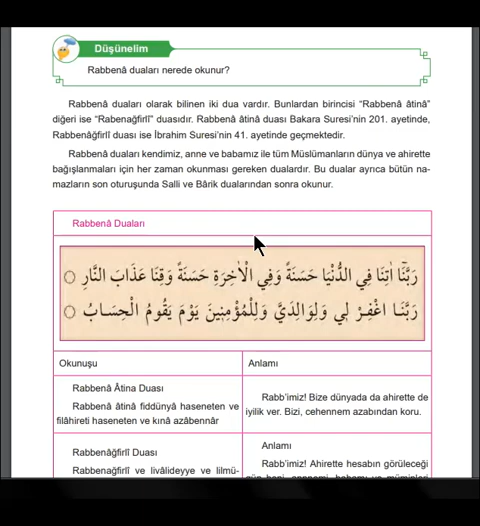 Düşünelim
Rabbenâ duaları nerede okunur?
Rabbenâ duaları olarak bilinen iki dua vardır. Bunlardan birincisi “Rabbenâ âtinâ”
diğeri ise “Rabenağfirlî” duasıdır. Rabbenâ âtinâ duası Bakara Suresi’nin 201. ayetinde,
Rabbenâğfirlî duası ise İbrahim Suresi’nin 41. ayetinde geçmektedir.
Rabbenâ duaları kendimiz, anne ve babamız ile tüm Müslümanların dünya ve ahirette
bağışlanmaları için her zaman okunması gereken dualardır. Bu dualar ayrıca bütün na-
mazların son oturuşunda Salli ve Bârik dualarından sonra okunur.
Rabbenâ Duaları
رَبَّنَا اٰتِنَا فِي الدُّنْيَا حَسَنَةً وَفِي الْاٰخِرَةِ حَسَنَةً وَقِنَا عَذَابَ النَّارِ
رَبَّنَا اغْفِرْ لِي وَلِوَالِدَيَّ وَلِلْمُؤْمِنِينَ يَوْمَ يَقُومُ الْحِسَابُ
Okunuşu
Anlamı
Rabbenâ Âtina Duası
Rabbenâ âtinâ fiddünyâ haseneten ve
filâhireti haseneten ve kınâ azâbennâr
Rabb’imiz! Bize dünyada da ahirette de
iyilik ver. Bizi, cehennem azabından koru.
Rabbenâğfirlî Duası
Rabbenağfirlî ve livâlideyye ve lilmü-
Anlamı
Rabb’imiz! Ahirette hesabın görüleceği